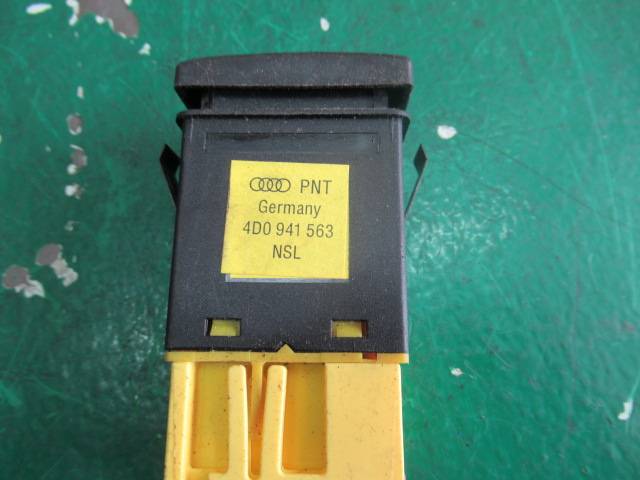 PNT
Germany
4D0 941 563
NSL